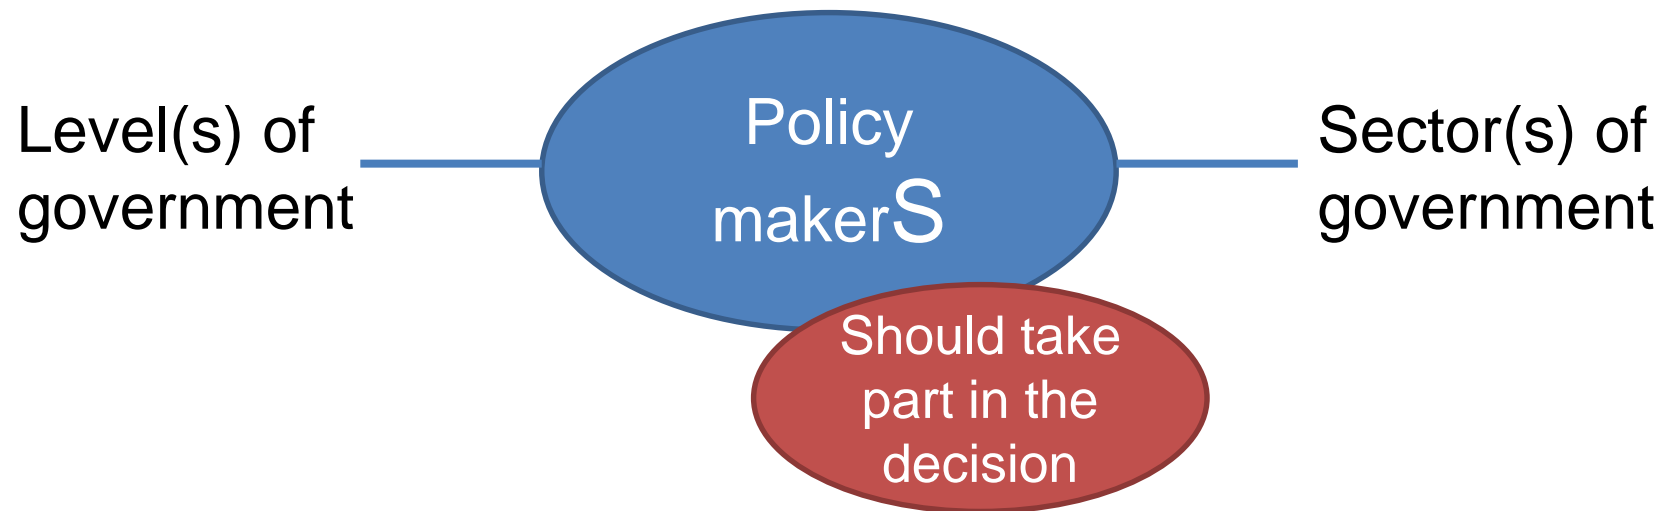 Level(s) of
government
Policy
makerS
Sector(s) of
government
Should take
part in the
decision